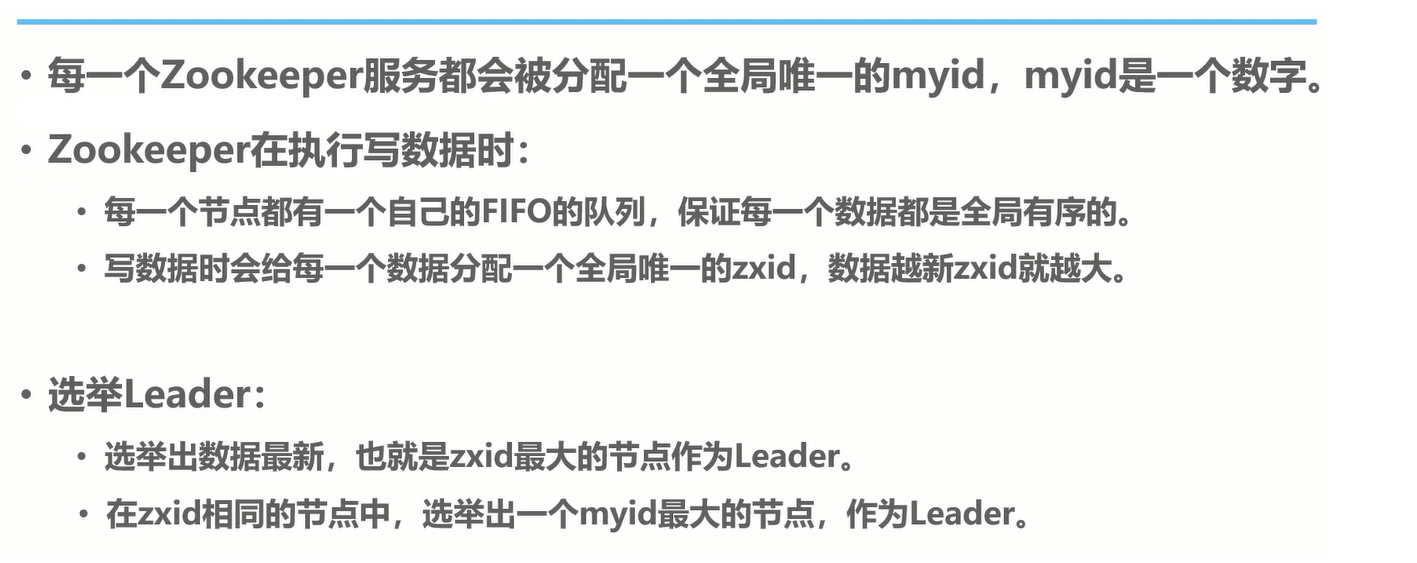 • 每一个Zookeeper服务都会被分配一个全局唯一的myid，myid是一个数字。
• Zookeeper在执行写数据时：
• 每一个节点都有一个自己的FIFO的队列，保证每一个数据都是全局有序的。
• 写数据时会给每一个数据分配一个全局唯一的zxid，数据越新zxid就越大。
• 选举Leader：
• 选举出数据最新，也就是zxid最大的节点作为Leader。
• 在zxid相同的节点中，选举出一个myid最大的节点，作为Leader。